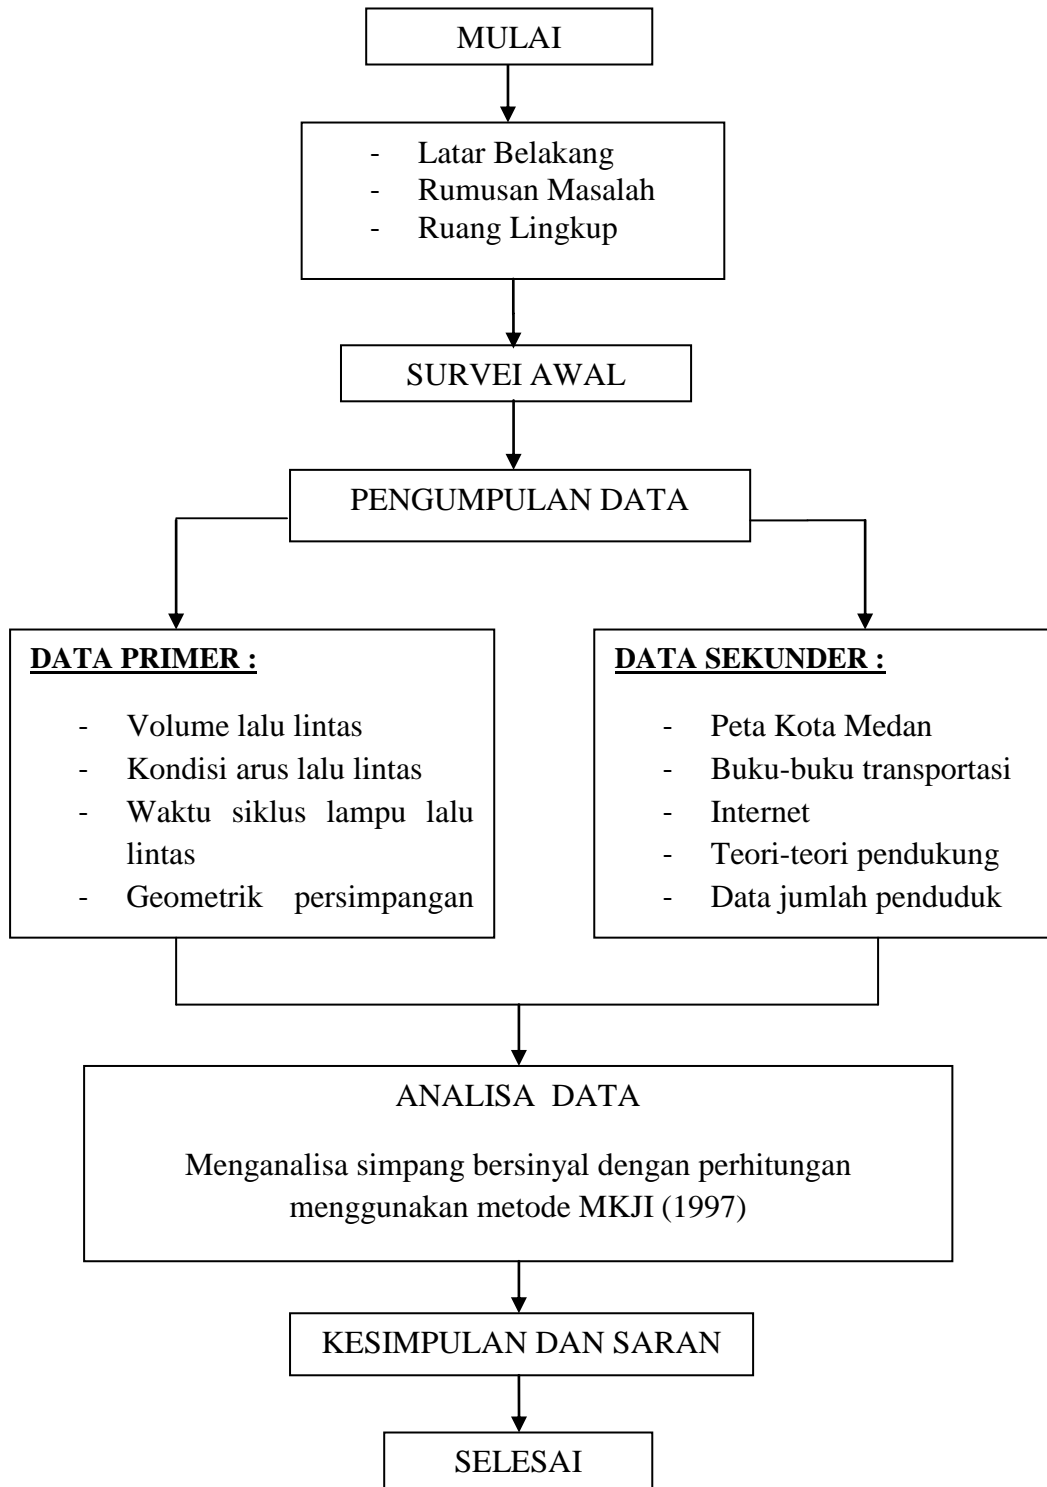 MULAI
- Latar Belakang
- Rumusan Masalah
- Ruang Lingkup
SURVEI AWAL
PENGUMPULAN DATA
DATA PRIMER :
- Volume lalu lintas
- Kondisi arus lalu lintas
- Waktu siklus lampu lalu
lintas
- Geometrik persimpangan
DATA SEKUNDER :
- Peta Kota Medan
- Buku-buku transportasi
- Internet
- Teori-teori pendukung
- Data jumlah penduduk
ANALISA DATA
Menganalisa simpang bersinyal dengan perhitungan
menggunakan metode MKJI (1997)
KESIMPULAN DAN SARAN
SELESAI